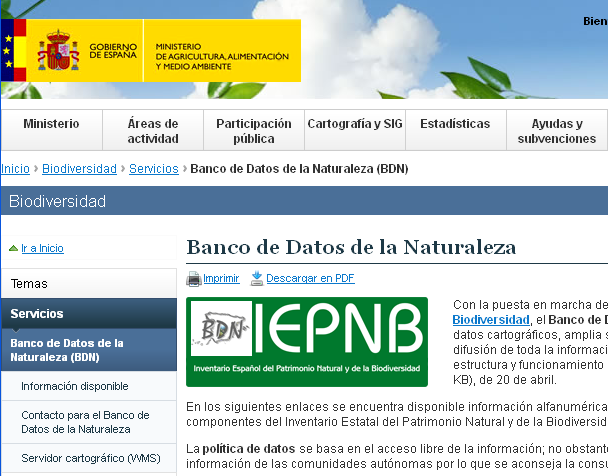 Bien
GOBIERNO
DE ESPAÑA
MINISTERIO
DE AGRICULTURA, ALIMENTACIÓN
Y MEDIO AMBIENTE
Ministerio
Áreas de
actividad
Participación
pública
Cartografía y SIG
Estadísticas
Ayudas y
subvenciones
Inicio › Biodiversidad › Servicios › Banco de Datos de la Naturaleza (BDN)
Biodiversidad
Ir a Inicio
Temas
Servicios
Banco de Datos de la
Naturaleza (BDN)
Información disponible
Contacto para el Banco de
Datos de la Naturaleza
Servidor cartográfico (WMS)
Banco de Datos de la Naturaleza
Imprimir Descargar en PDF
BDN IEPNB
Inventario Español del Patrimonio Natural y de la Biodiversidad
Con la puesta en marcha de
Biodiversidad, el Banco de D
datos cartográficos, amplia s
difusión de toda la informaci
estructura y funcionamiento
KB), de 20 de abril.
En los siguientes enlaces se encuentra disponible información alfanumérica
componentes del Inventario Estatal del Patrimonio Natural y de la Biodiversid
La política de datos se basa en el acceso libre de la información; no obstant
información de las comunidades autónomas por lo que se aconseja la cons